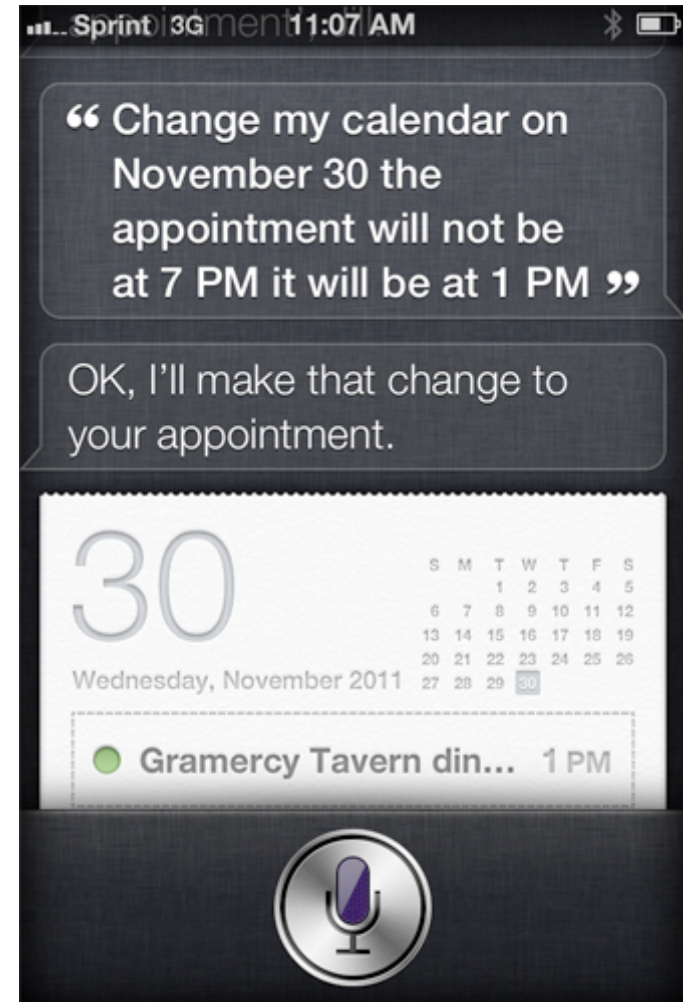 Sprint 3G 11:07 AM
appointment', Jill.
“ Change my calendar on
November 30 the
appointment will not be
at 7 PM it will be at 1 PM ”
OK, I'll make that change to
your appointment.
30
S M T W T F S
1 2 3 4 5
6 7 8 9 10 11 12
13 14 15 16 17 18 19
20 21 22 23 24 25 26
Wednesday, November 2011
27 28 29 30
Gramercy Tavern din... 1 PM